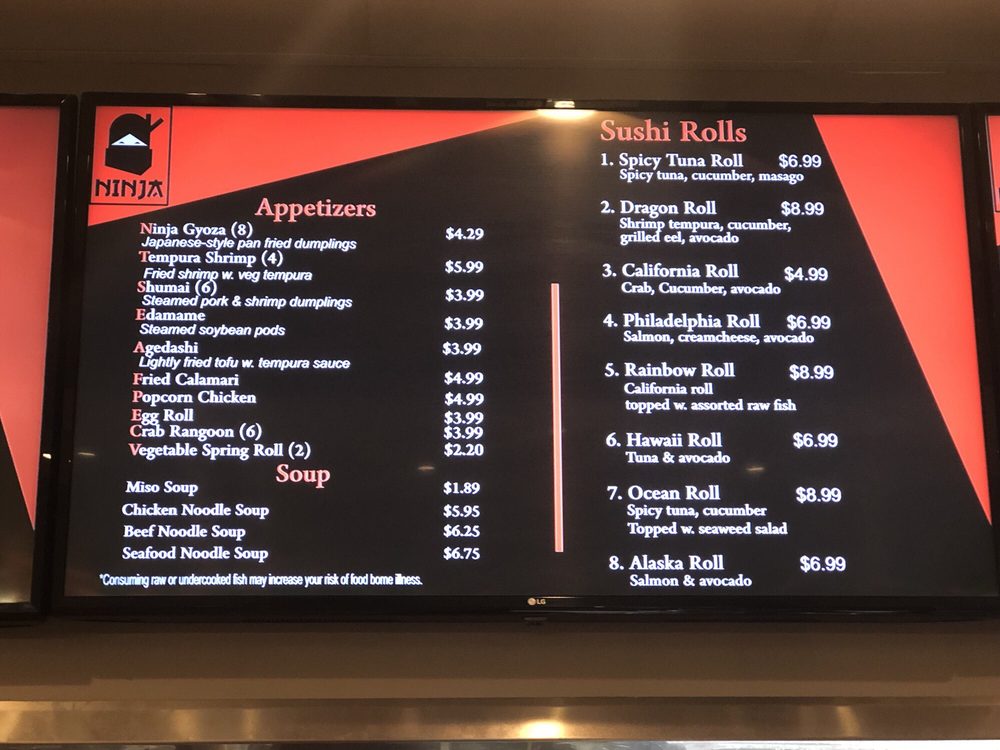 NINJA
Appetizers
Ninja Gyoza (8) $4.29
Japanese-style pan fried dumplings
Tempura Shrimp (4) $5.99
Fried shrimp w. veg tempura
Shumai (6) $3.99
Steamed pork & shrimp dumplings
Edamame $3.99
Steamed soybean pods
Agedashi $3.99
Lightly fried tofu w. tempura sauce
Fried Calamari $4.99
Popcorn Chicken $4.99
Egg Roll $3.99
Crab Rangoon (6) $3.99
Vegetable Spring Roll (2) $2.20
Soup
Miso Soup $1.89
Chicken Noodle Soup $5.95
Beef Noodle Soup $6.25
Seafood Noodle Soup $6.75
*Consuming raw or undercooked fish may increase your risk of food borne illness.
Sushi Rolls
1. Spicy Tuna Roll $6.99
Spicy tuna, cucumber, masago
2. Dragon Roll $8.99
Shrimp tempura, cucumber,
grilled eel, avocado
3. California Roll $4.99
Crab, Cucumber, avocado
4. Philadelphia Roll $6.99
Salmon, creamcheese, avocado
5. Rainbow Roll $8.99
California roll
topped w. assorted raw fish
6. Hawaii Roll $6.99
Tuna & avocado
7. Ocean Roll $8.99
Spicy tuna, cucumber
Topped w. seaweed salad
8. Alaska Roll $6.99
Salmon & avocado
LG